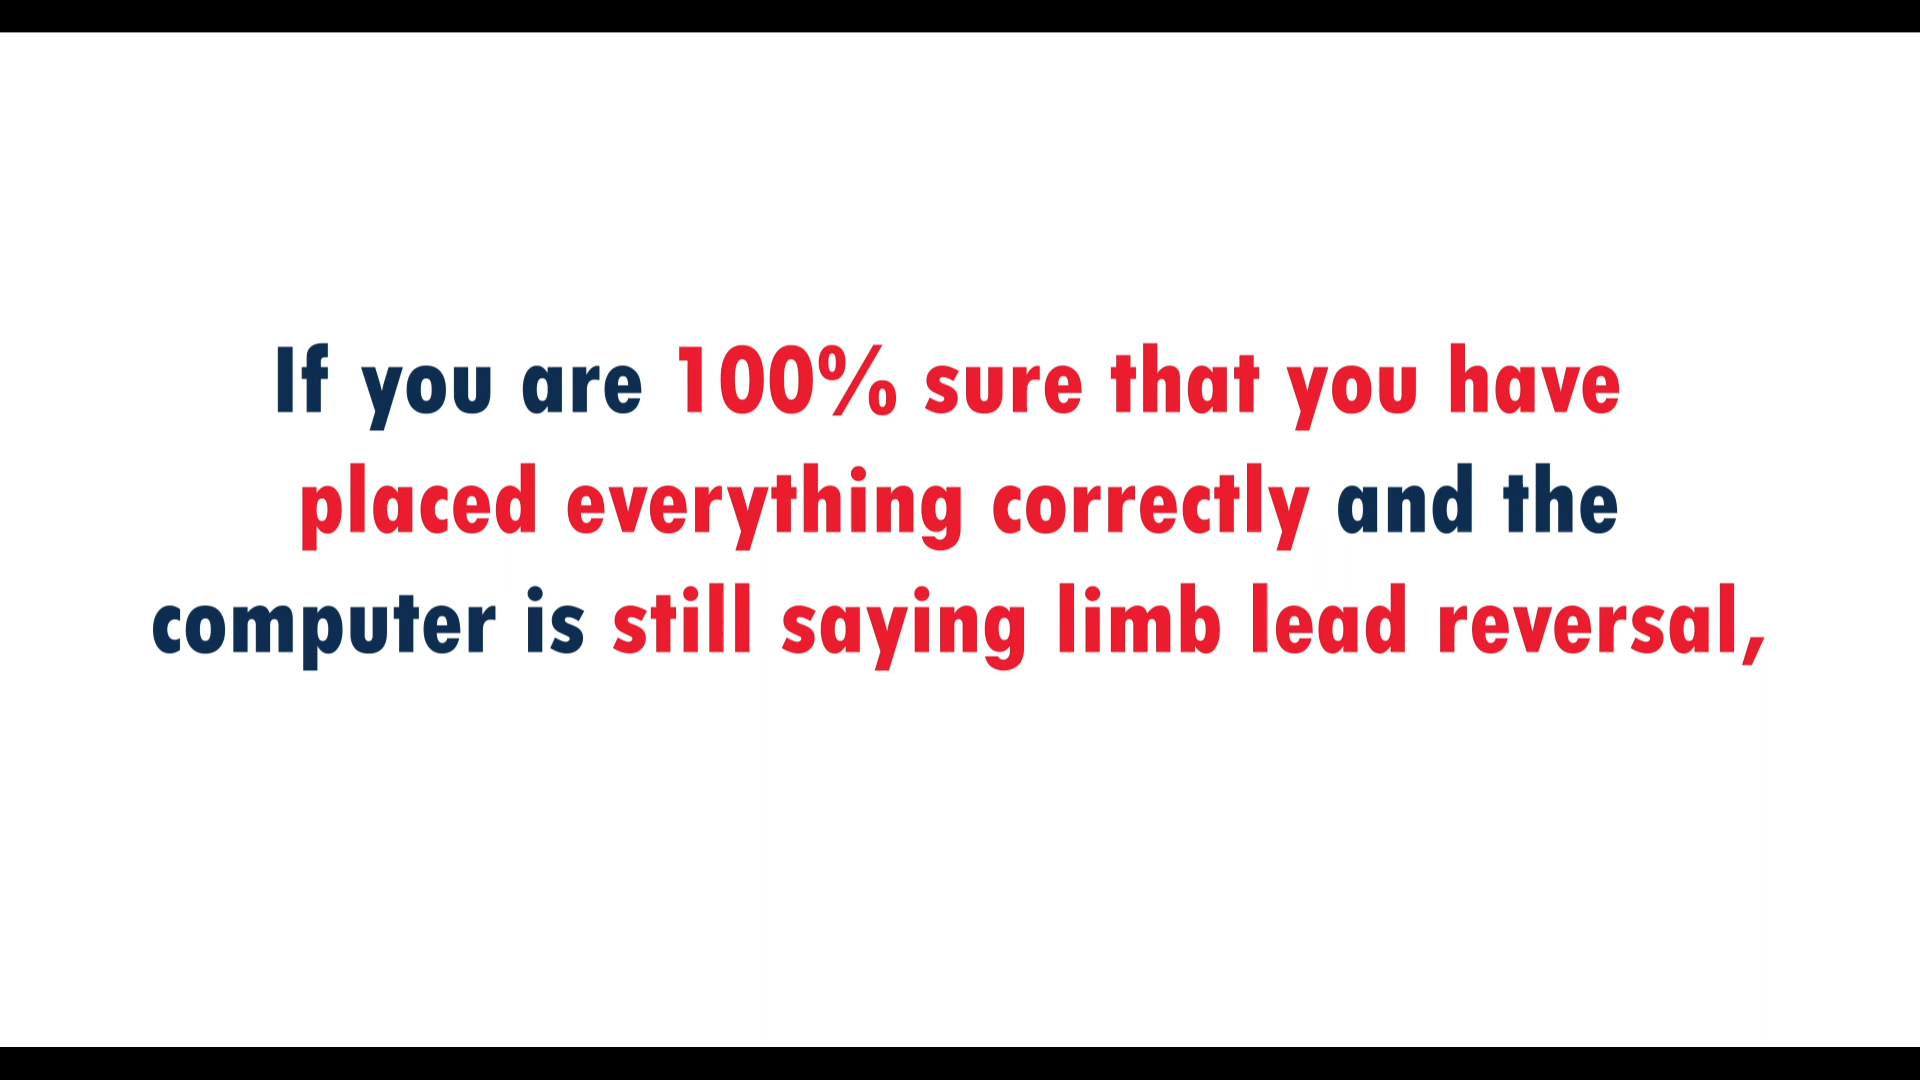 If you are 100% sure that you have
placed everything correctly and the
computer is still saying limb lead reversal,